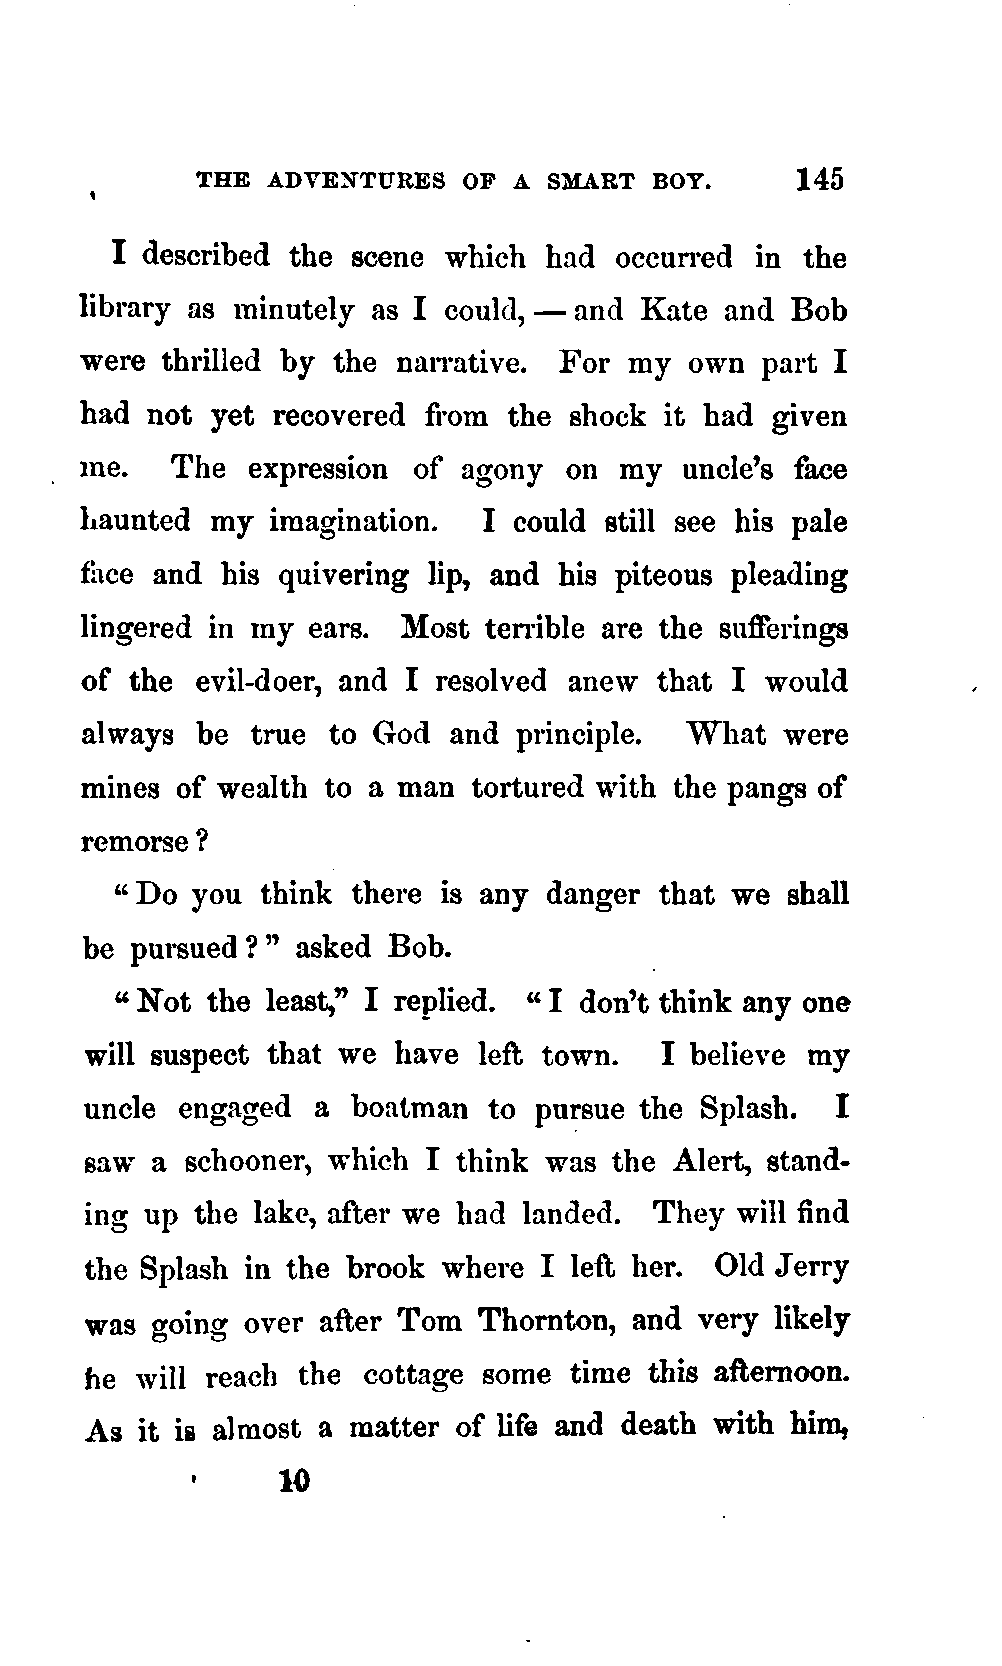 THE ADVENTURES OF A SMART BOY. 145
I described the scene which had occurred in the
library as minutely as I could, — and Kate and Bob
were thrilled by the narrative. For my own part I
had not yet recovered from the shock it had given
me. The expression of agony on my uncle's face
haunted my imagination. I could still see his pale
face and his quivering lip, and his piteous pleading
lingered in my ears. Most terrible are the sufferings
of the evil-doer, and I resolved anew that I would
always be true to God and principle. What were
mines of wealth to a man tortured with the pangs of
remorse?
"Do you think there is any danger that we shall
be pursued?" asked Bob.
"Not the least," I replied. "I don't think any one
will suspect that we have left town. I believe my
uncle engaged a boatman to pursue the Splash. I
saw a schooner, which I think was the Alert, stand-
ing up the lake, after we had landed. They will find
the Splash in the brook where I left her. Old Jerry
was going over after Tom Thornton, and very likely
he will reach the cottage some time this afternoon.
As it is almost a matter of life and death with him,
10